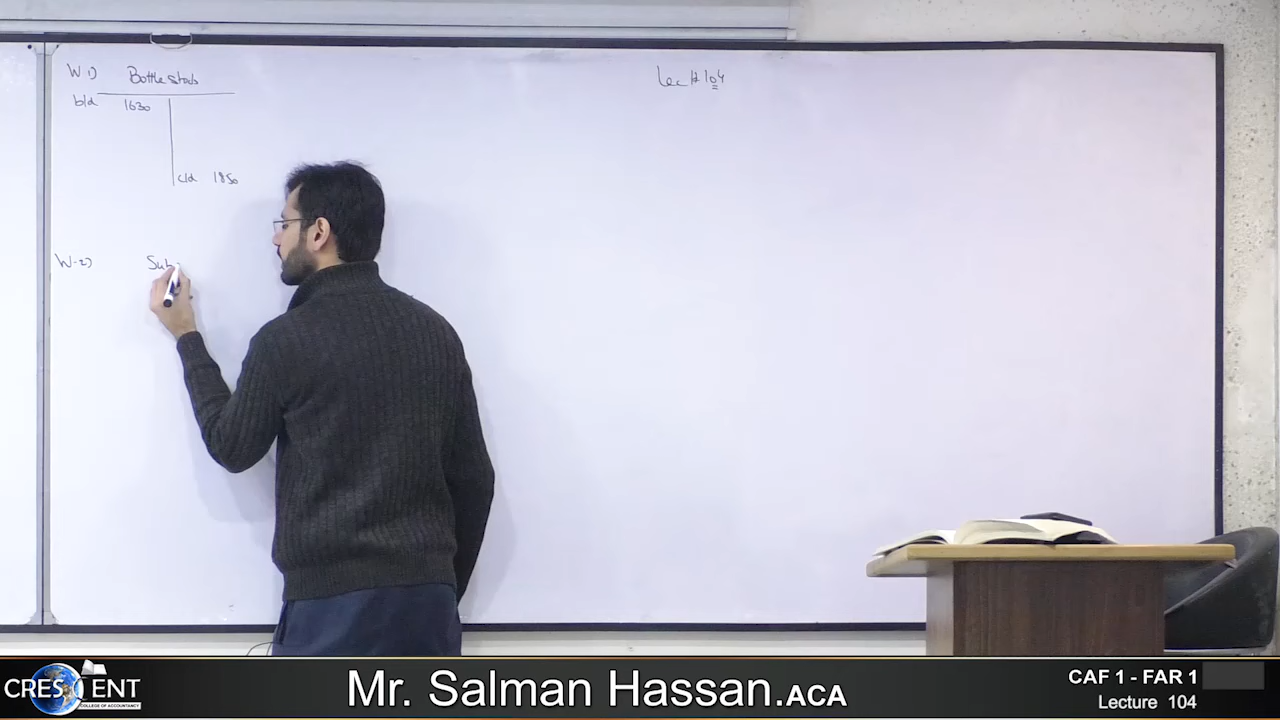 W 1) Bottle stock
b/d 1630
c/d 1850
W-2) Sub
Lec # 104
CRESCENT
COLLEGE OF ACCOUNTANCY
Mr. Salman Hassan.ACA
CAF 1 - FAR 1
Lecture 104